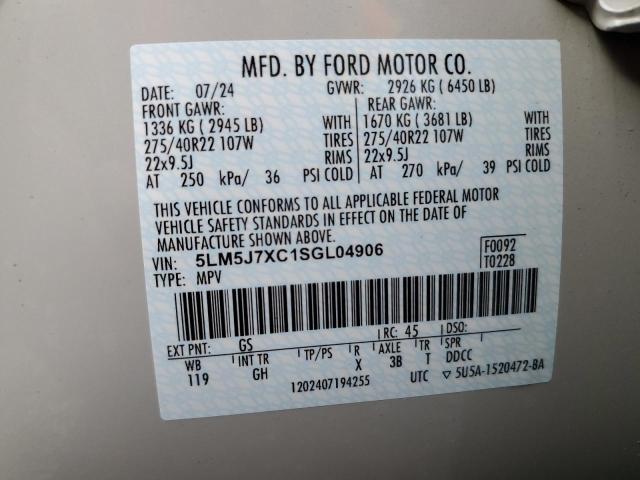 MFD. BY FORD MOTOR CO.
DATE: 07/24 GVWR: 2926 KG ( 6450 LB)
FRONT GAWR: REAR GAWR:
1336 KG ( 2945 LB) WITH 1670 KG ( 3681 LB) WITH
275/40R22 107W TIRES 275/40R22 107W TIRES
22x9.5J RIMS 22x9.5J RIMS
AT 250 kPa/ 36 PSI COLD AT 270 kPa/ 39 PSI COLD
THIS VEHICLE CONFORMS TO ALL APPLICABLE FEDERAL MOTOR
VEHICLE SAFETY STANDARDS IN EFFECT ON THE DATE OF
MANUFACTURE SHOWN ABOVE.
VIN: 5LM5J7XC1SGL04906 F0092
TYPE: MPV T0228
EXT PNT: GS RC: 45 DSO:
WB INT TR TP/PS R AXLE TR SPR
119 GH X 3B T DDCC
1202407194255 UTC ▽ 5U5A-1520472-BA